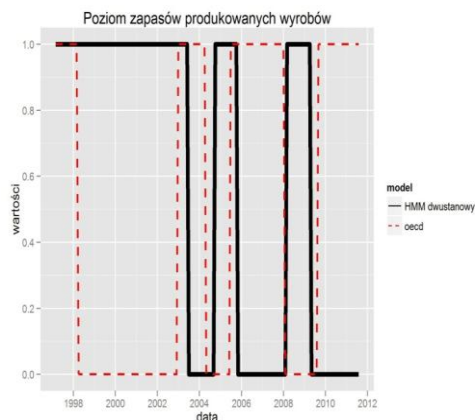 Poziom zapasów produkowanych wyrobów
1.0
0.8
0.6
0.4
0.2
0.0
wartości
1998
2000
2002
2004
2006
2008
2010
2012
data
model
HMM dwustanowy
oecd